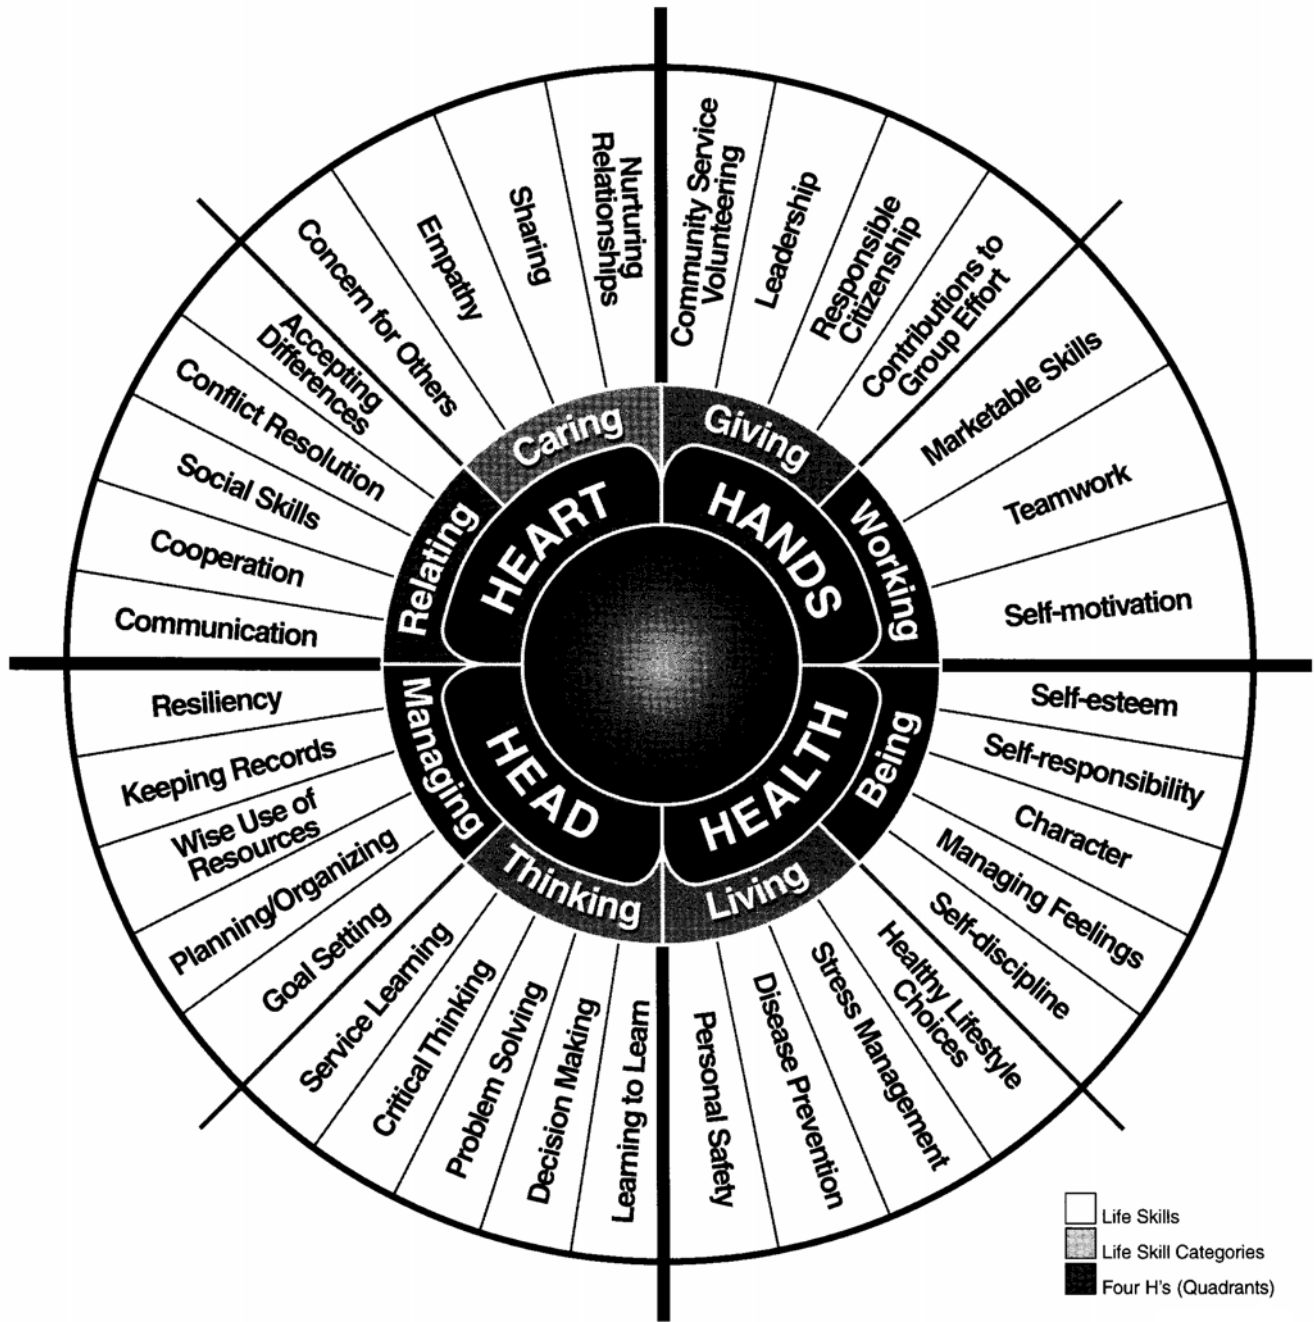 Nurturing
Relationships
Sharing
Empathy
Concern for Others
Community Service
Volunteering
Leadership
Responsible
Citizenship
Contributions to
Group Effort
Accepting
Differences
Conflict Resolution
Social Skills
Cooperation
Communication
Marketable Skills
Teamwork
Self-motivation
Caring
Giving
Relating
Working
HEART
HANDS
HEAD
HEALTH
Managing
Being
Thinking
Living
Resiliency
Keeping Records
Wise Use of
Resources
Planning/Organizing
Goal Setting
Service Learning
Critical Thinking
Problem Solving
Decision Making
Learning to Learn
Self-esteem
Self-responsibility
Character
Managing Feelings
Self-discipline
Healthy Lifestyle
Choices
Stress Management
Disease Prevention
Personal Safety
Life Skills
Life Skill Categories
Four H's (Quadrants)